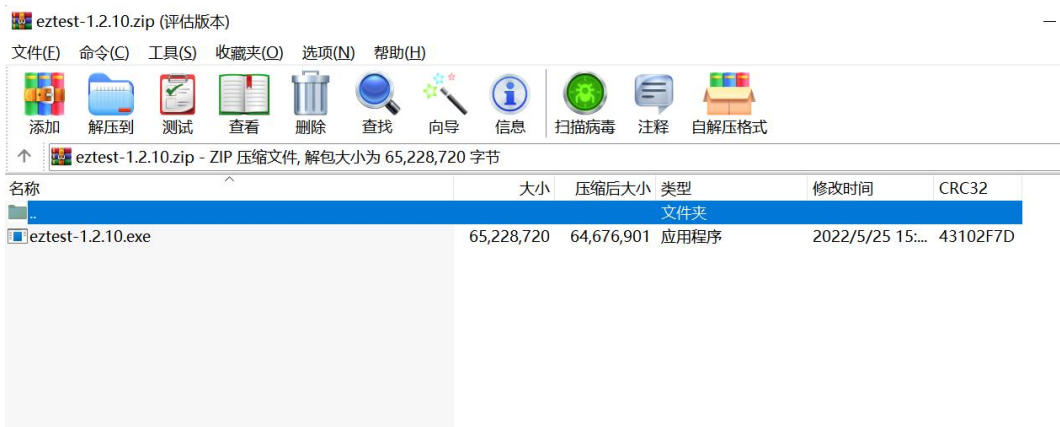 eztest-1.2.10.zip (评估版本)
文件(F) 命令(C) 工具(S) 收藏夹(O) 选项(N) 帮助(H)
添加 解压到 测试 查看 删除 查找 向导 信息 扫描病毒 注释 自解压格式
eztest-1.2.10.zip - ZIP 压缩文件, 解包大小为 65,228,720 字节
名称 大小 压缩后大小 类型 修改时间 CRC32
.. 文件夹
eztest-1.2.10.exe 65,228,720 64,676,901 应用程序 2022/5/25 15:... 43102F7D